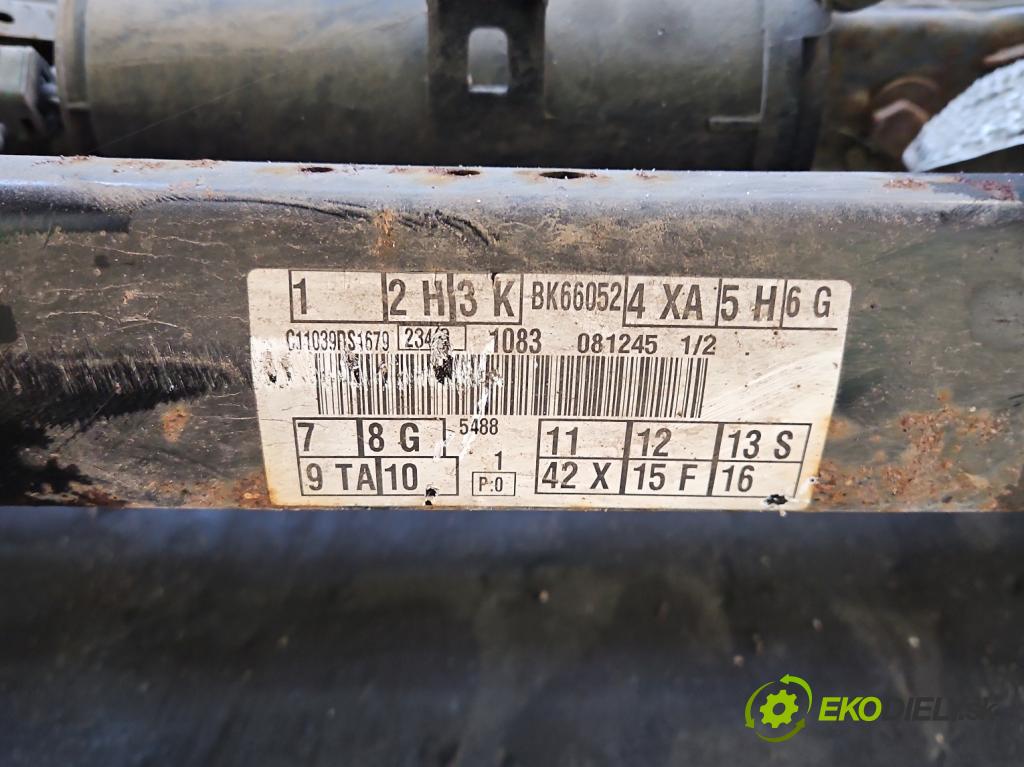 1 2 H 3 K BK66052 4 XA 5 H 6 G
1083 081245 1/2
7 8 G 5488 11 12 13 S
9 TA 10 1 P:0 42 X 15 F 16
EKODIELY.SK